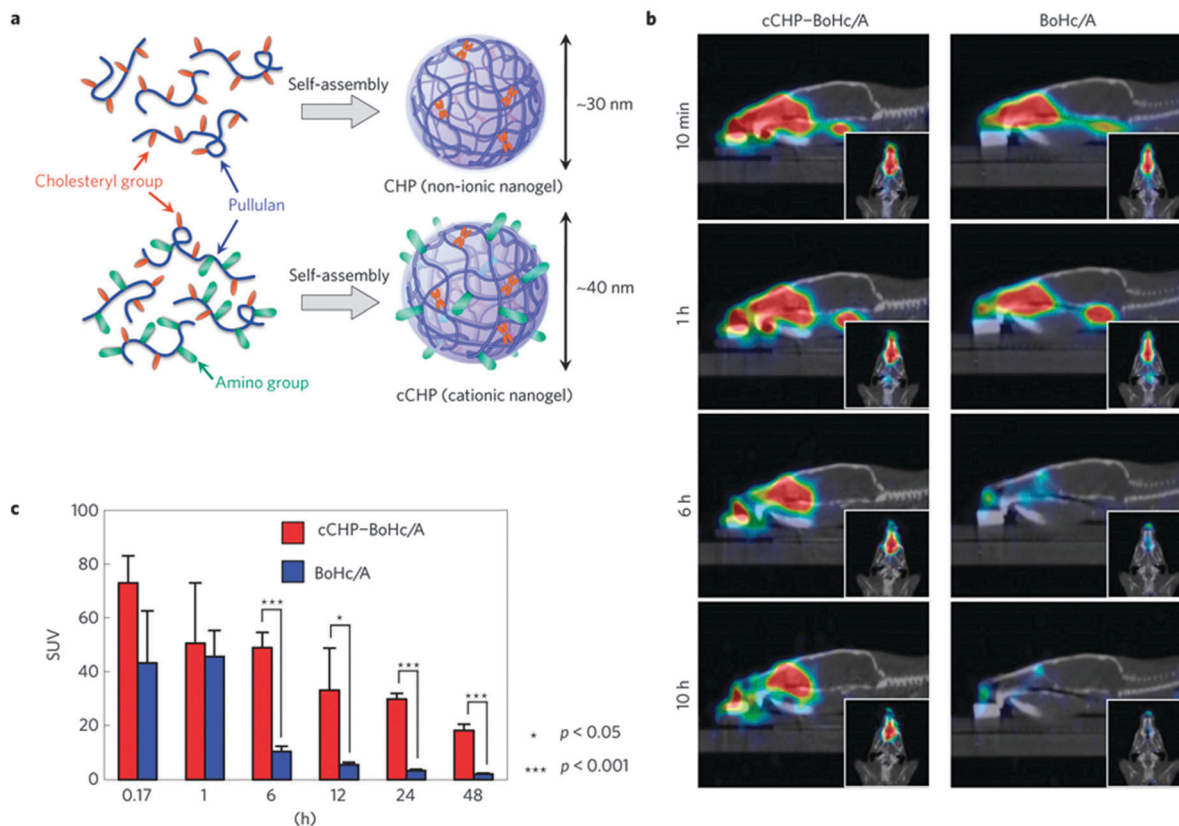 a
Self-assembly
~30 nm
Cholesteryl group
CHP (non-ionic nanogel)
Pullulan
Self-assembly
~40 nm
Amino group
cCHP (cationic nanogel)
b
cCHP–BoHc/A
BoHc/A
10 min
1 h
6 h
10 h
c
100
80
60
40
20
0
SUV
cCHP–BoHc/A
BoHc/A
***
*
***
***
0.17
1
6
12
24
48
(h)
* p < 0.05
*** p < 0.001